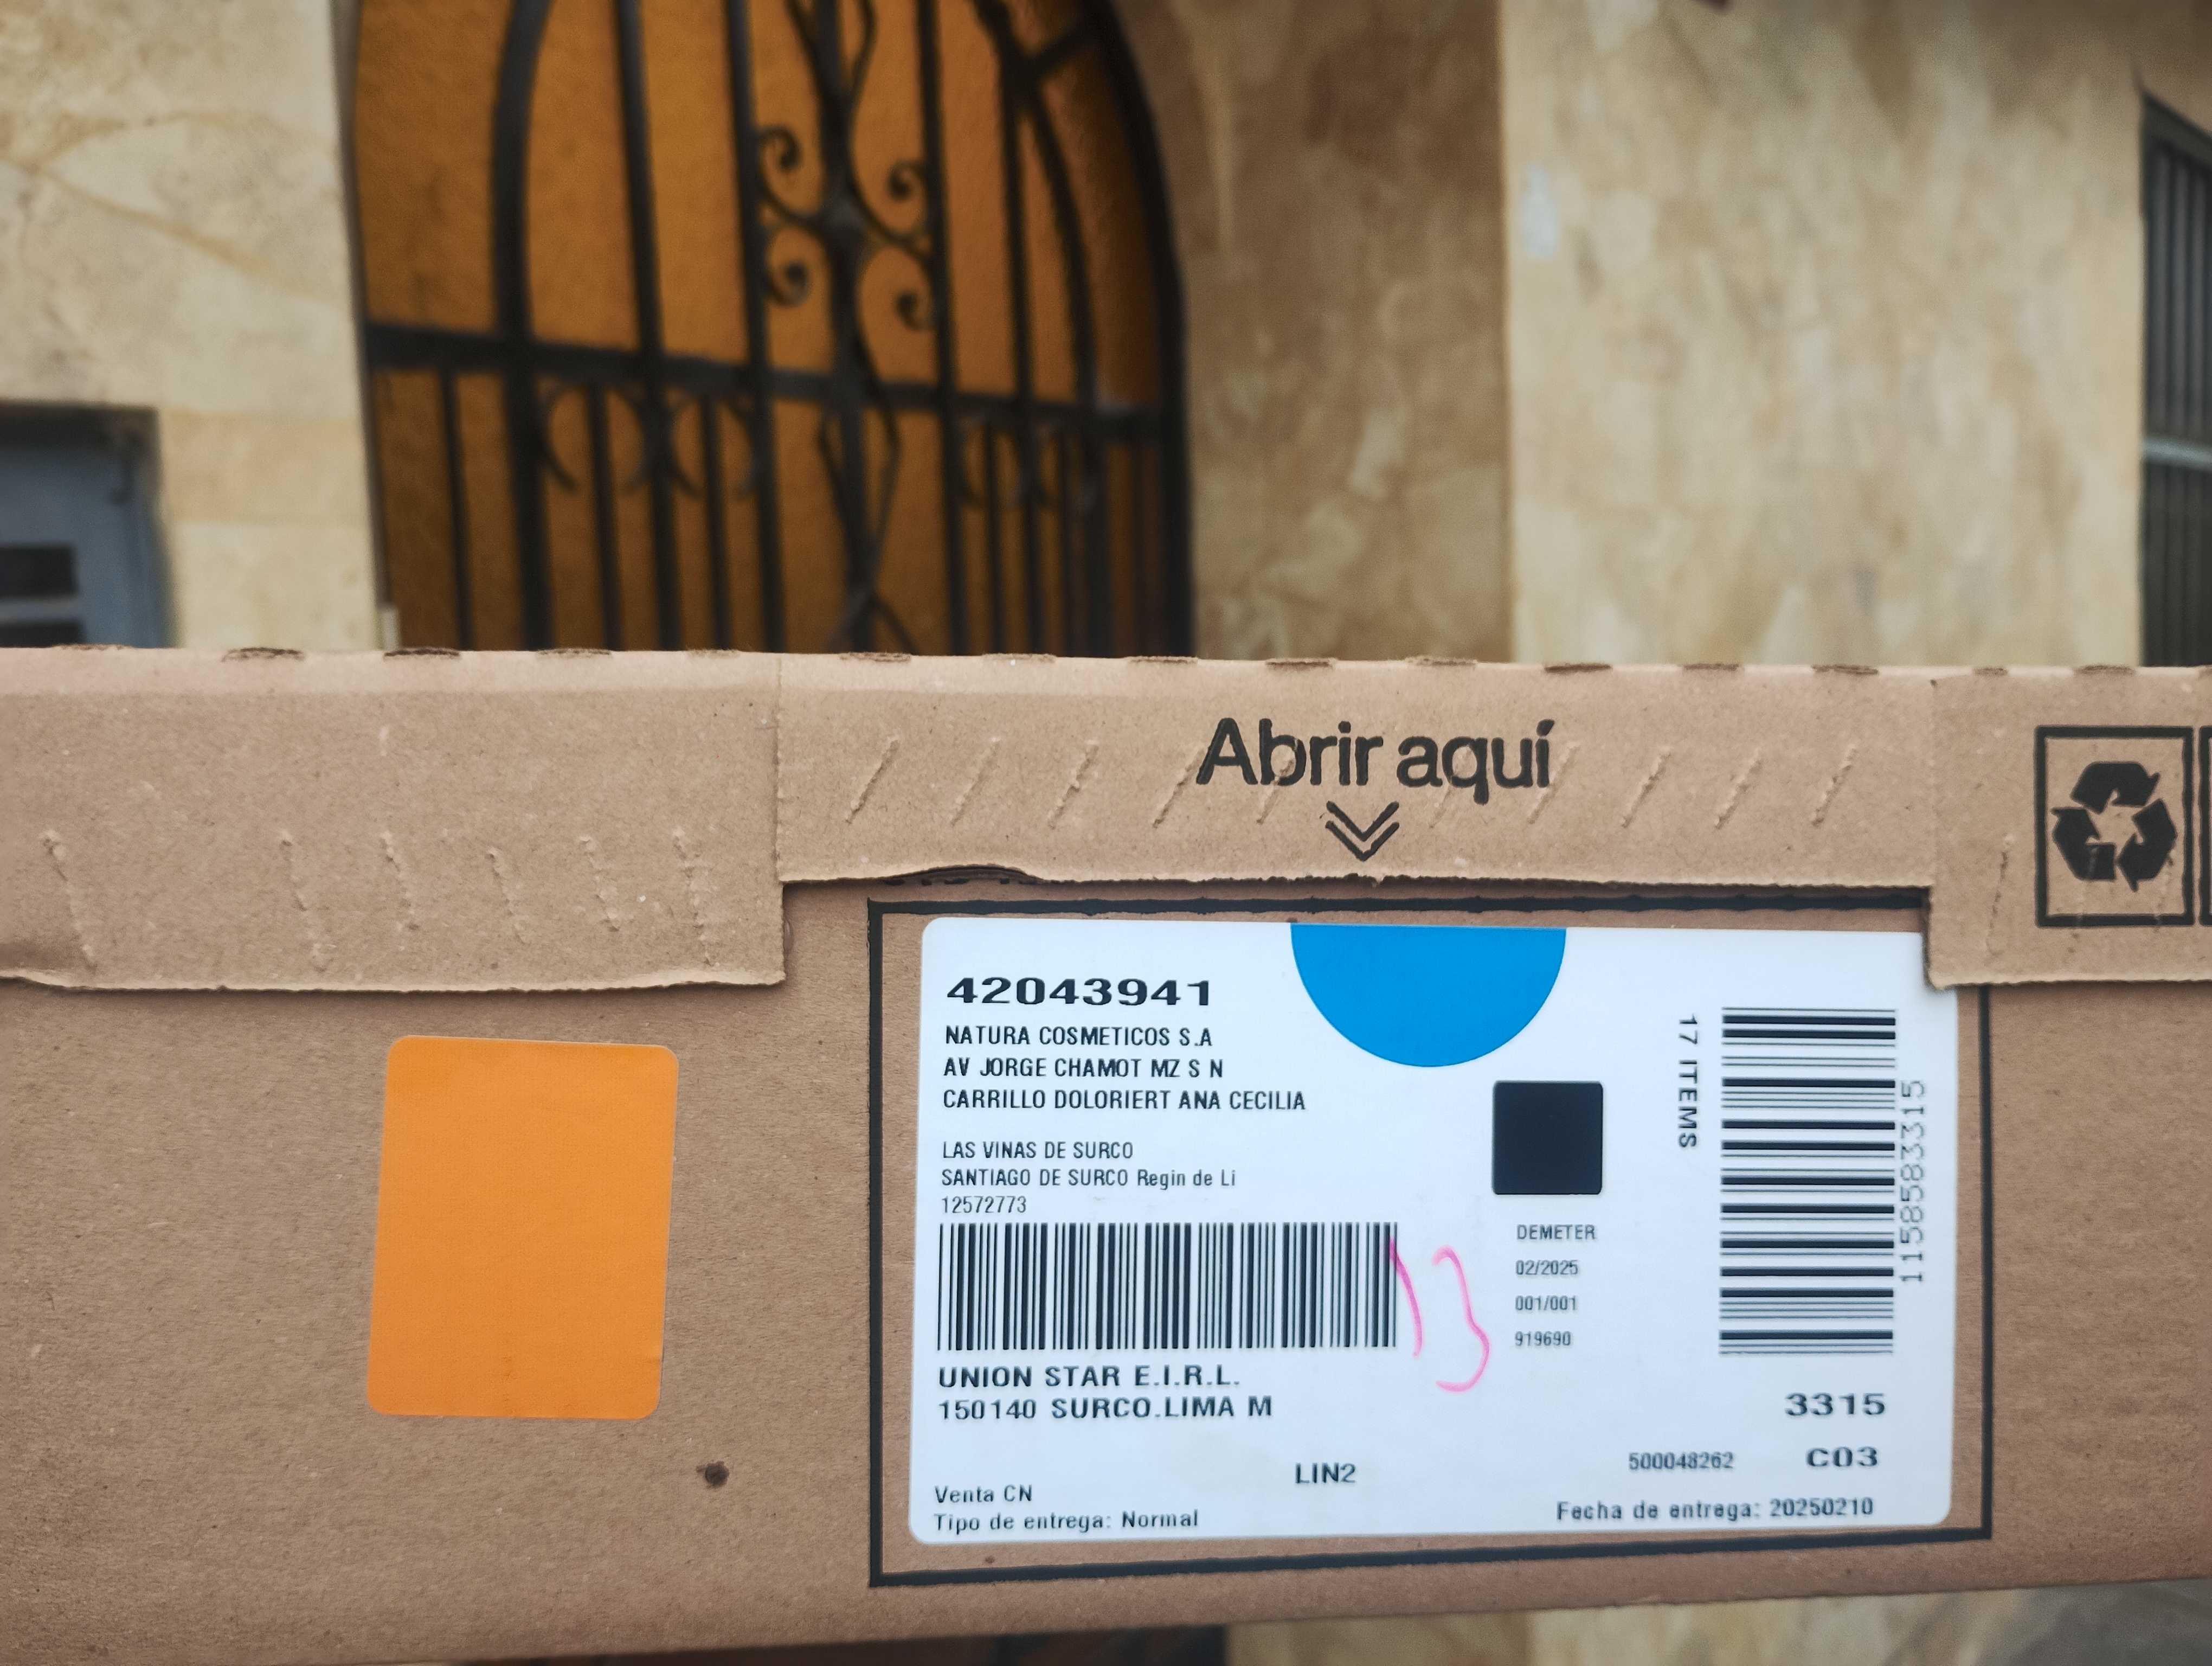 Abrir aquí
42043941
NATURA COSMETICOS S.A
AV JORGE CHAMOT MZ S N
CARRILLO DOLORIERT ANA CECILIA
LAS VINAS DE SURCO
SANTIAGO DE SURCO Regin de Li
12572773
UNION STAR E.I.R.L.
150140 SURCO.LIMA M
13
DEMETER
02/2025
001/001
919690
17 ITEMS
1158583315
3315
C03
500048262
LIN2
Venta CN
Tipo de entrega: Normal
Fecha de entrega: 20250210